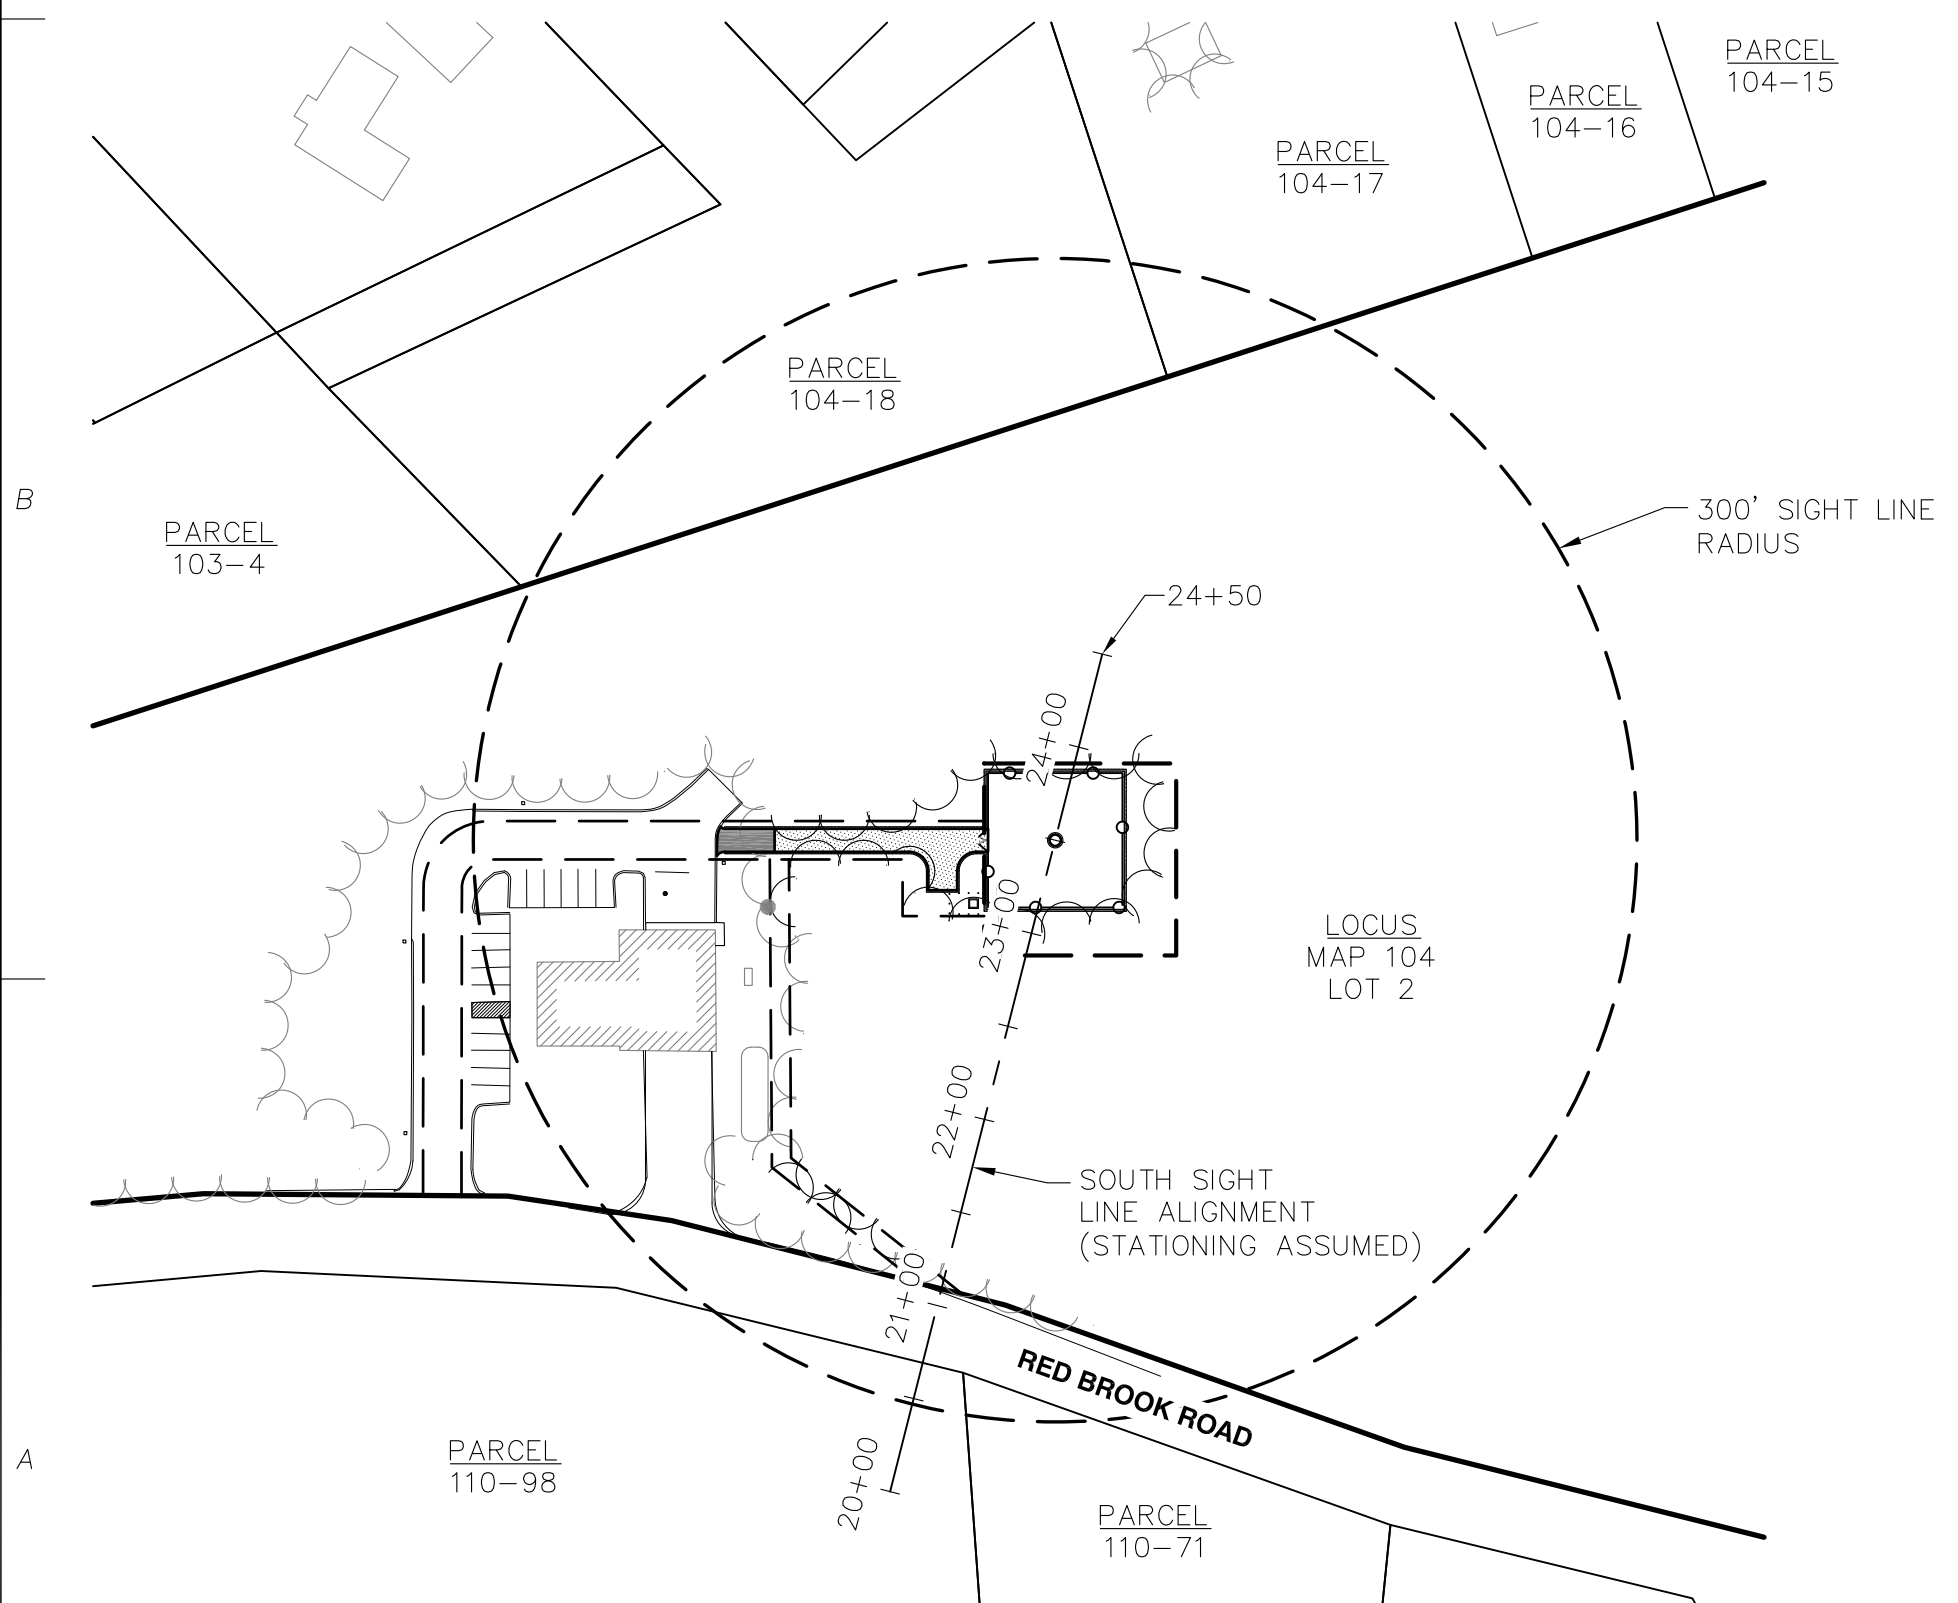 PARCEL
104-15
PARCEL
104-16
PARCEL
104-17
PARCEL
104-18
B
PARCEL
103-4
300' SIGHT LINE
RADIUS
24+50
24+00
23+00
LOCUS
MAP 104
LOT 2
22+00
SOUTH SIGHT
LINE ALIGNMENT
(STATIONING ASSUMED)
21+00
RED BROOK ROAD
A
PARCEL
110-98
20+00
PARCEL
110-71